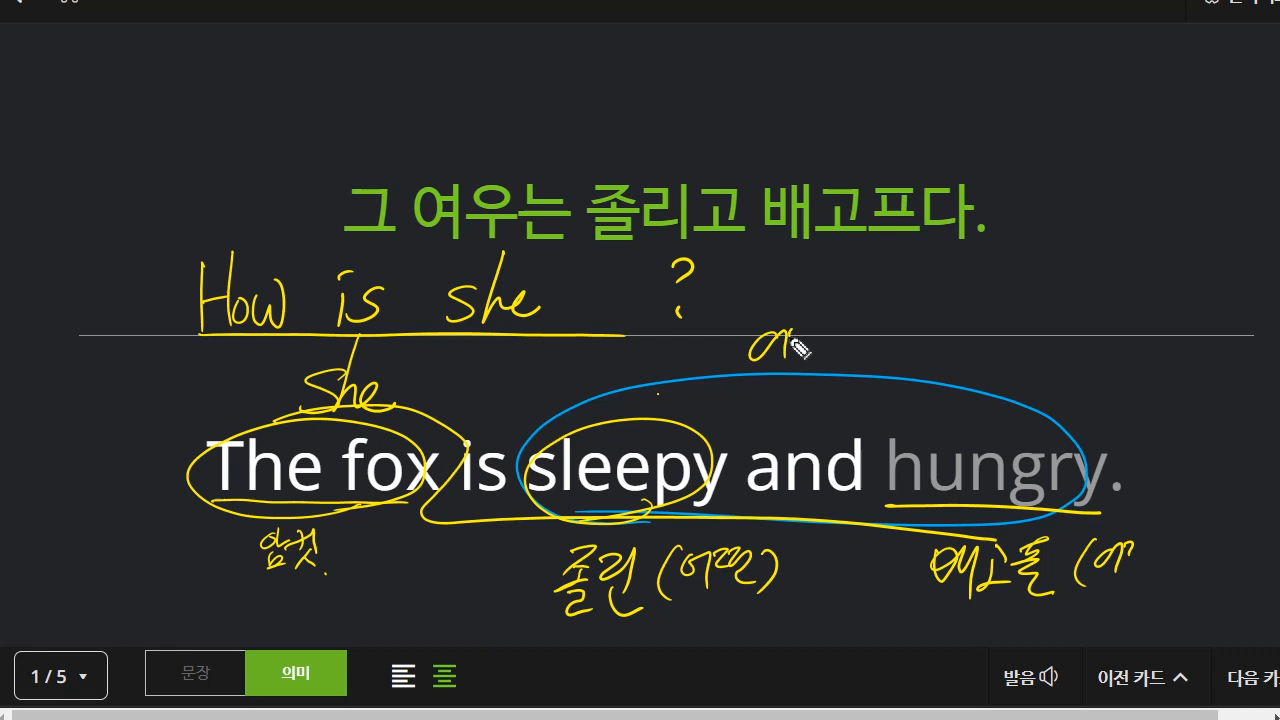 그 여우는 졸리고 배고프다.
How is she ?
she
The fox is sleepy and hungry.
암컷.
졸린 (어떤) 배고픈 (어
1 / 5 문장 의미 발음 이전 카드 다음 카